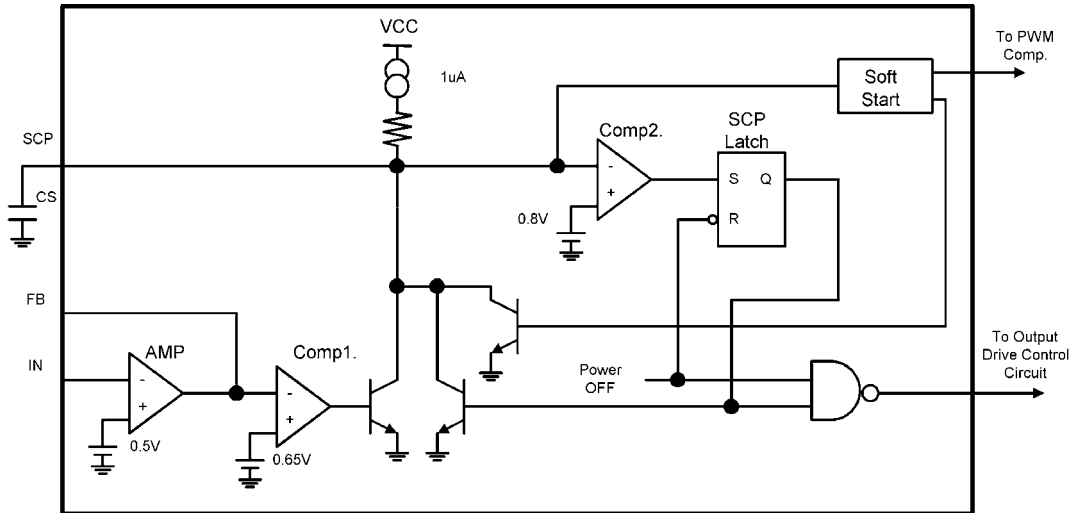 VCC
1uA
To PWM
Comp.
Soft
Start
SCP
Comp2.
SCP
Latch
CS
-
+
S
Q
R
0.8V
FB
AMP
Comp1.
IN
-
+
-
+
0.5V
0.65V
Power
OFF
To Output
Drive Control
Circuit